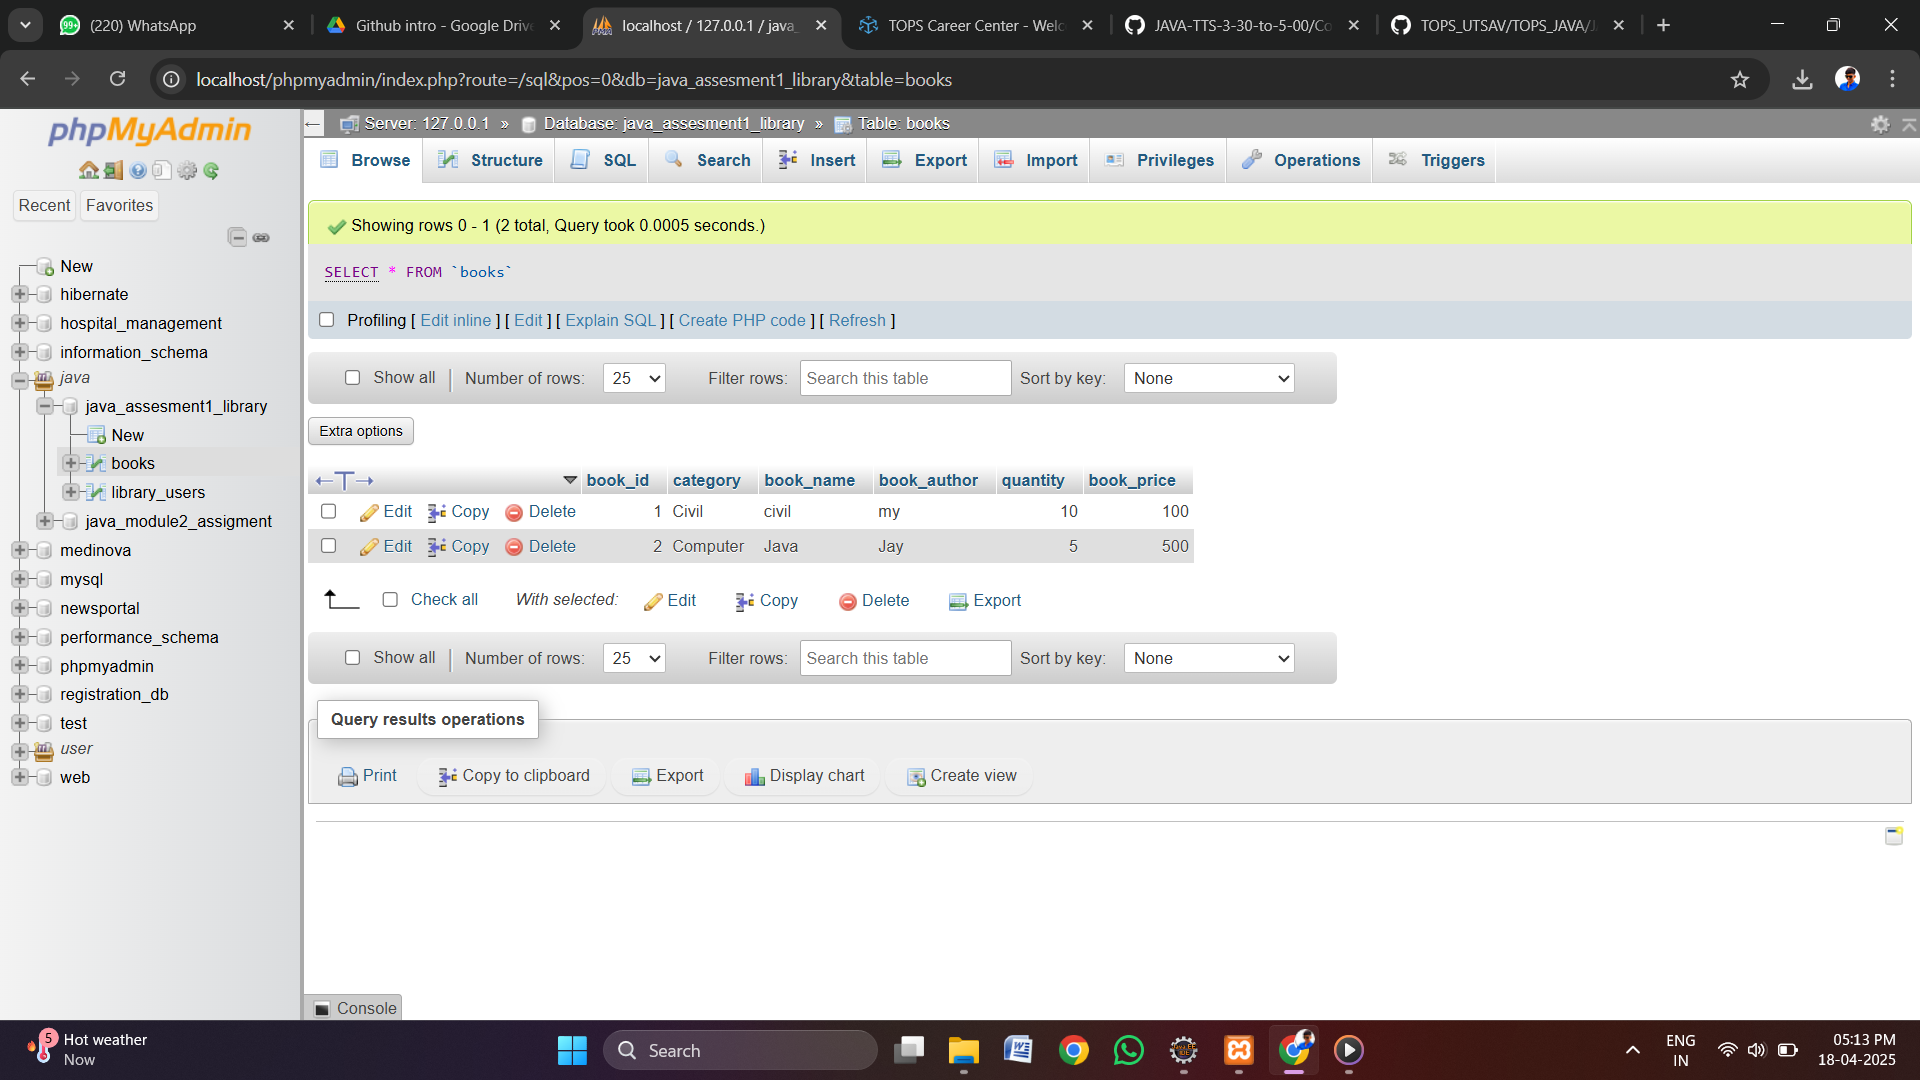 (220) WhatsApp
Github intro - Google Drive
localhost / 127.0.0.1 / java_
TOPS Career Center - Welc
JAVA-TTS-3-30-to-5-00/Co
TOPS_UTSAV/TOPS_JAVA/J
localhost/phpmyadmin/index.php?route=/sql&pos=0&db=java_assesment1_library&table=books
phpMyAdmin
Recent Favorites
New
hibernate
hospital_management
information_schema
java
java_assesment1_library
New
books
library_users
java_module2_assigment
medinova
mysql
newsportal
performance_schema
phpmyadmin
registration_db
test
user
web
Server: 127.0.0.1 » Database: java_assesment1_library » Table: books
Browse Structure SQL Search Insert Export Import Privileges Operations Triggers
Showing rows 0 - 1 (2 total, Query took 0.0005 seconds.)
SELECT * FROM `books`
Profiling [ Edit inline ] [ Edit ] [ Explain SQL ] [ Create PHP code ] [ Refresh ]
Show all | Number of rows: 25 Filter rows: Search this table Sort by key: None
Extra options
book_id category book_name book_author quantity book_price
Edit Copy Delete 1 Civil civil my 10 100
Edit Copy Delete 2 Computer Java Jay 5 500
Check all With selected: Edit Copy Delete Export
Show all | Number of rows: 25 Filter rows: Search this table Sort by key: None
Query results operations
Print Copy to clipboard Export Display chart Create view
Console
5
Hot weather
Now
Search
ENG
IN
05:13 PM
18-04-2025